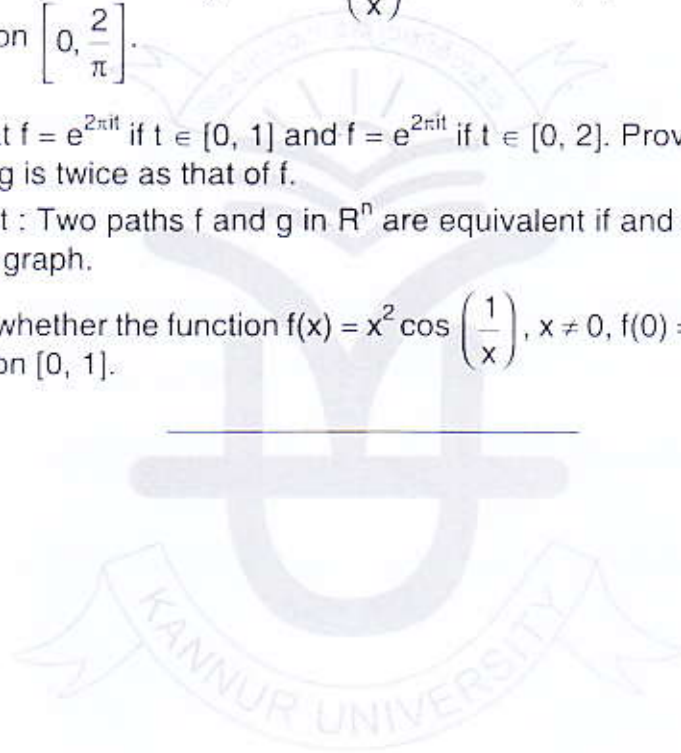 (x)
on [0, 2/π].
t f = e^{2πit} if t ∈ [0, 1] and f = e^{2πit} if t ∈ [0, 2]. Prov
g is twice as that of f.
t : Two paths f and g in R^n are equivalent if and
graph.
whether the function f(x) = x² cos (1/x), x ≠ 0, f(0) =
on [0, 1].
KANNUR UNIVERSITY